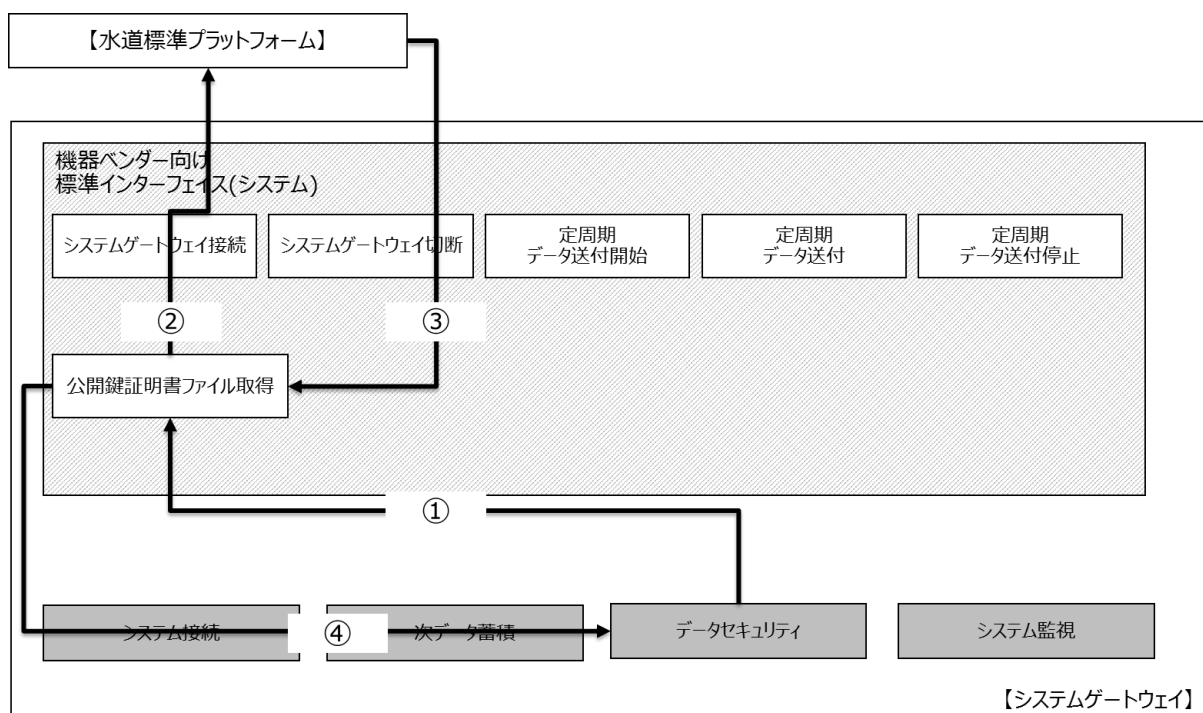 【水道標準プラットフォーム】
機器ベンダー向け
標準インターフェイス(システム)
システムゲートウェイ接続
システムゲートウェイ切断
定周期
データ送付開始
定周期
データ送付
定周期
データ送付停止
②
③
公開鍵証明書ファイル取得
①
システム接続
④
次データ蓄積
データセキュリティ
システム監視
【システムゲートウェイ】